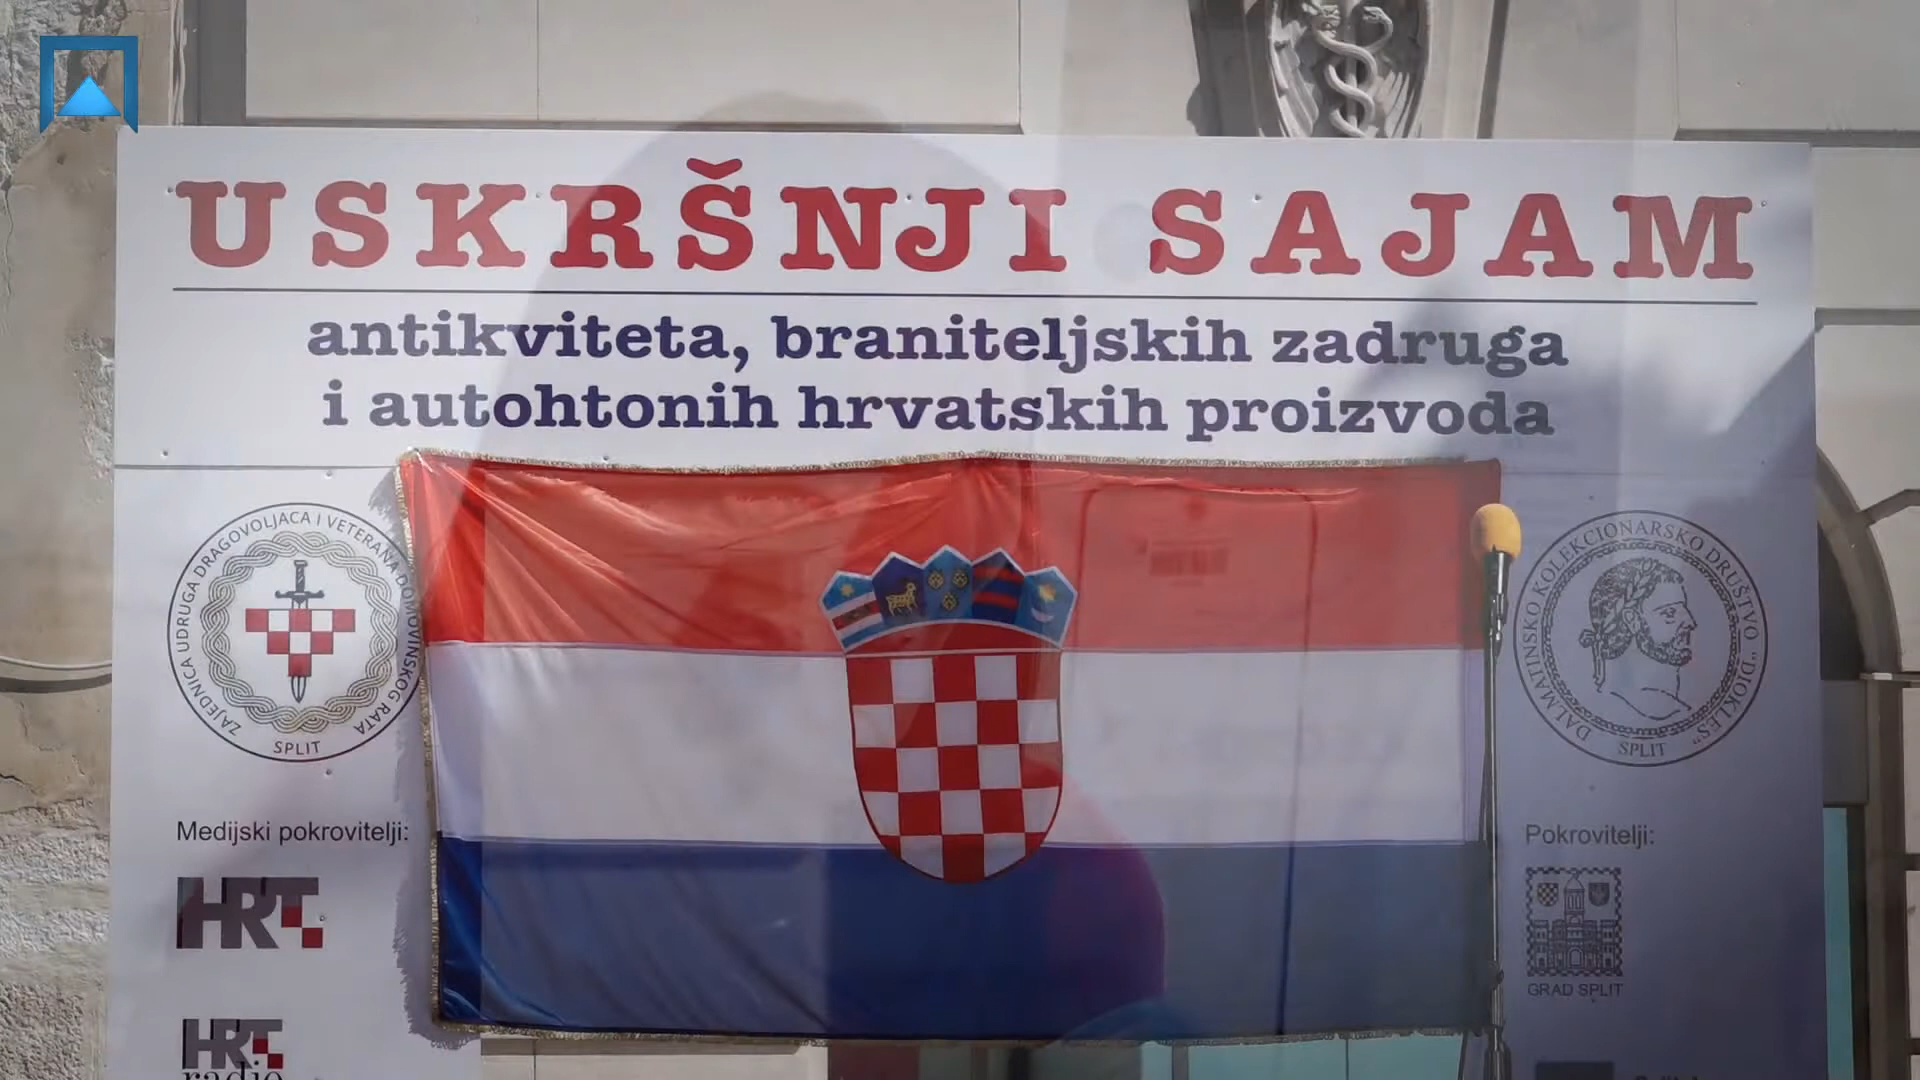 USKRŠNJI SAJAM
antikviteta, braniteljskih zadruga
i autohtonih hrvatskih proizvoda
ZAJEDNICA UDRUGA DRAGOVOLJACA I VETERANA DOMOVINSKOG RATA
SPLIT
DALMATINSKO KOLEKCIONARSKO DRUŠTVO "DIOKLES"
SPLIT
Medijski pokrovitelji:
HRT
HRT
radio
Pokrovitelji:
GRAD SPLIT